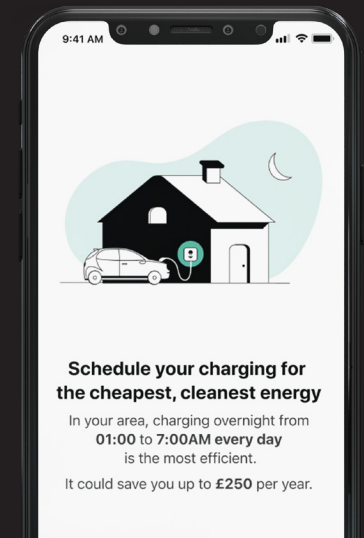 9:41 AM
Schedule your charging for
the cheapest, cleanest energy
In your area, charging overnight from
01:00 to 7:00AM every day
is the most efficient.
It could save you up to £250 per year.